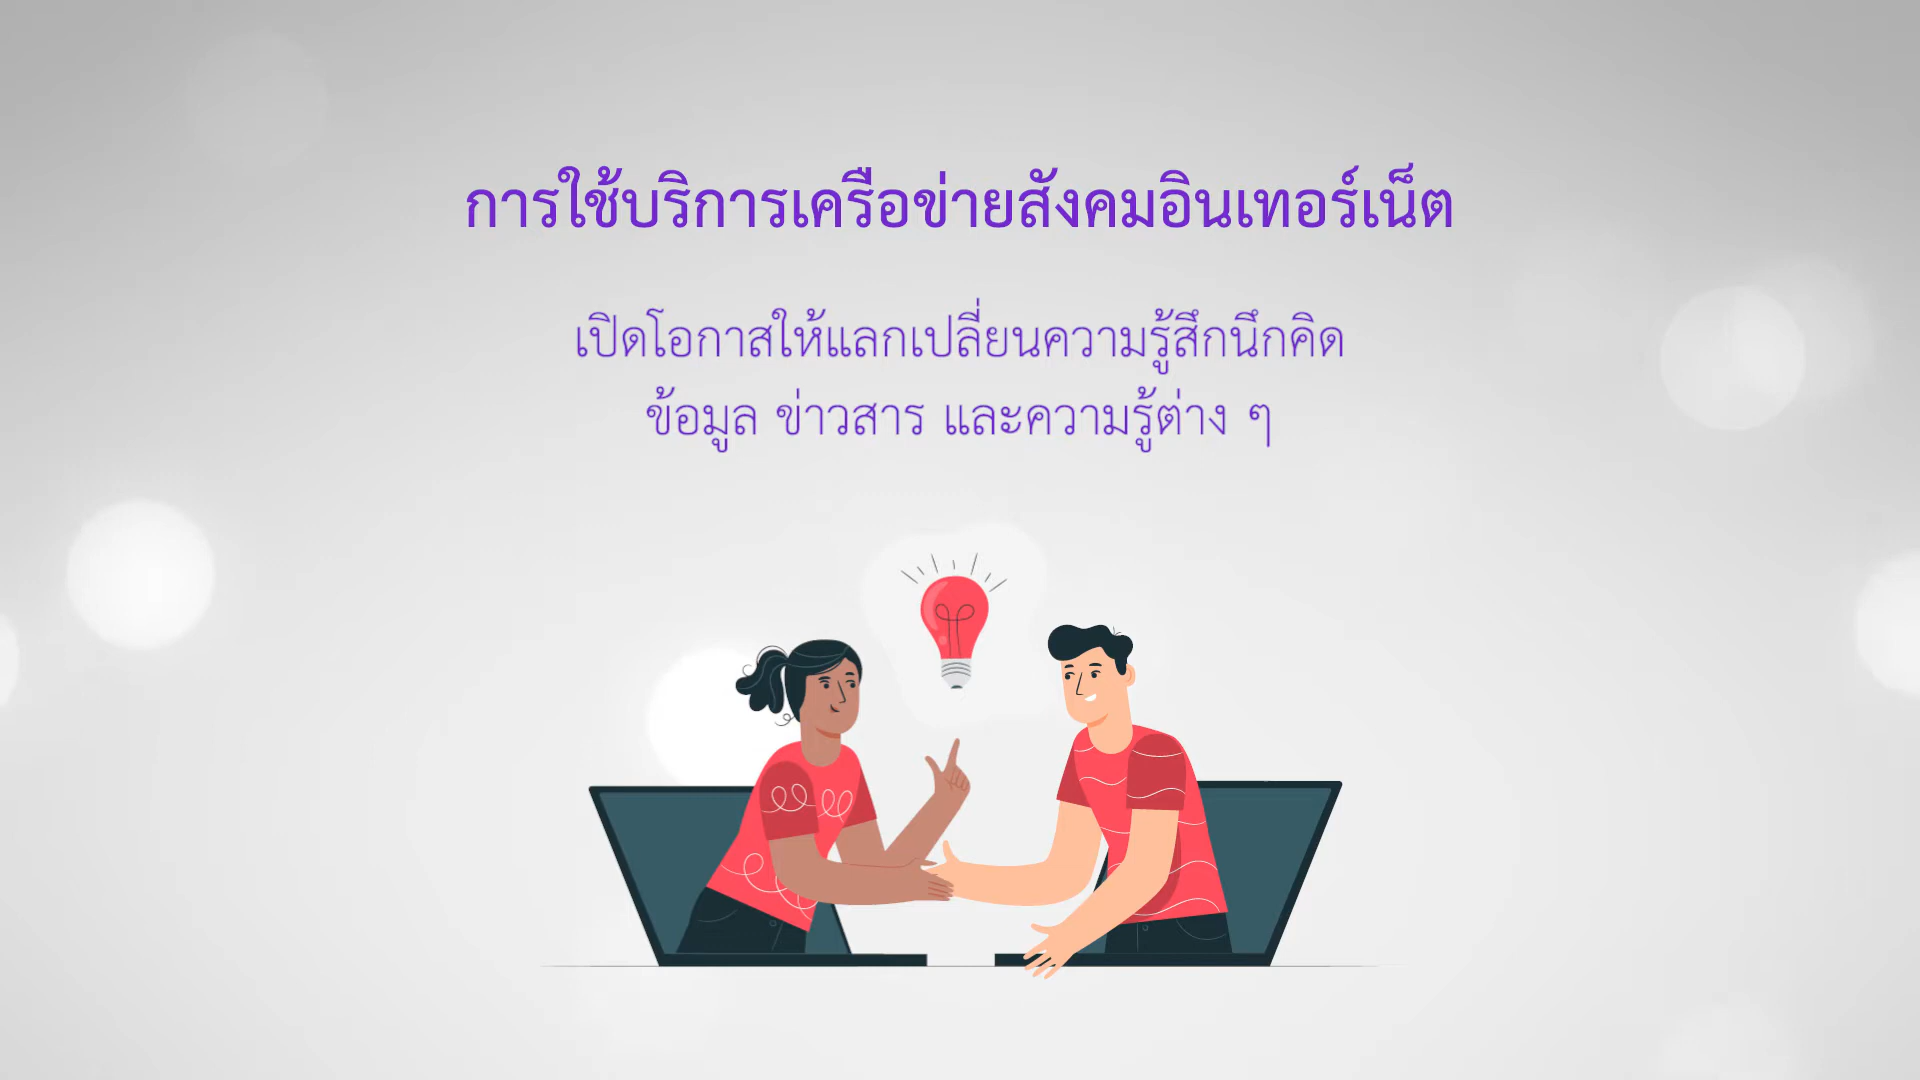 การใช้บริการเครือข่ายสังคมอินเทอร์เน็ต
เปิดโอกาสให้แลกเปลี่ยนความรู้สึกนึกคิด
ข้อมูล ข่าวสาร และความรู้ต่าง ๆ